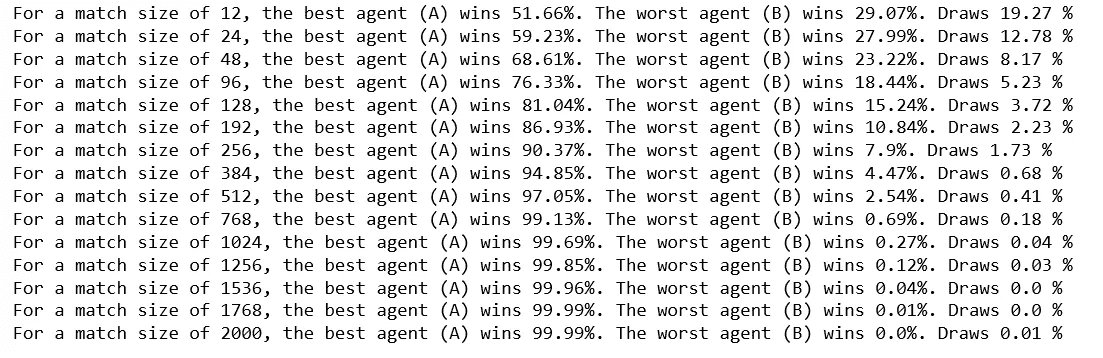 For a match size of 12, the best agent (A) wins 51.66%. The worst agent (B) wins 29.07%. Draws 19.27 %
For a match size of 24, the best agent (A) wins 59.23%. The worst agent (B) wins 27.99%. Draws 12.78 %
For a match size of 48, the best agent (A) wins 68.61%. The worst agent (B) wins 23.22%. Draws 8.17 %
For a match size of 96, the best agent (A) wins 76.33%. The worst agent (B) wins 18.44%. Draws 5.23 %
For a match size of 128, the best agent (A) wins 81.04%. The worst agent (B) wins 15.24%. Draws 3.72 %
For a match size of 192, the best agent (A) wins 86.93%. The worst agent (B) wins 10.84%. Draws 2.23 %
For a match size of 256, the best agent (A) wins 90.37%. The worst agent (B) wins 7.9%. Draws 1.73 %
For a match size of 384, the best agent (A) wins 94.85%. The worst agent (B) wins 4.47%. Draws 0.68 %
For a match size of 512, the best agent (A) wins 97.05%. The worst agent (B) wins 2.54%. Draws 0.41 %
For a match size of 768, the best agent (A) wins 99.13%. The worst agent (B) wins 0.69%. Draws 0.18 %
For a match size of 1024, the best agent (A) wins 99.69%. The worst agent (B) wins 0.27%. Draws 0.04 %
For a match size of 1256, the best agent (A) wins 99.85%. The worst agent (B) wins 0.12%. Draws 0.03 %
For a match size of 1536, the best agent (A) wins 99.96%. The worst agent (B) wins 0.04%. Draws 0.0 %
For a match size of 1768, the best agent (A) wins 99.99%. The worst agent (B) wins 0.01%. Draws 0.0 %
For a match size of 2000, the best agent (A) wins 99.99%. The worst agent (B) wins 0.0%. Draws 0.01 %